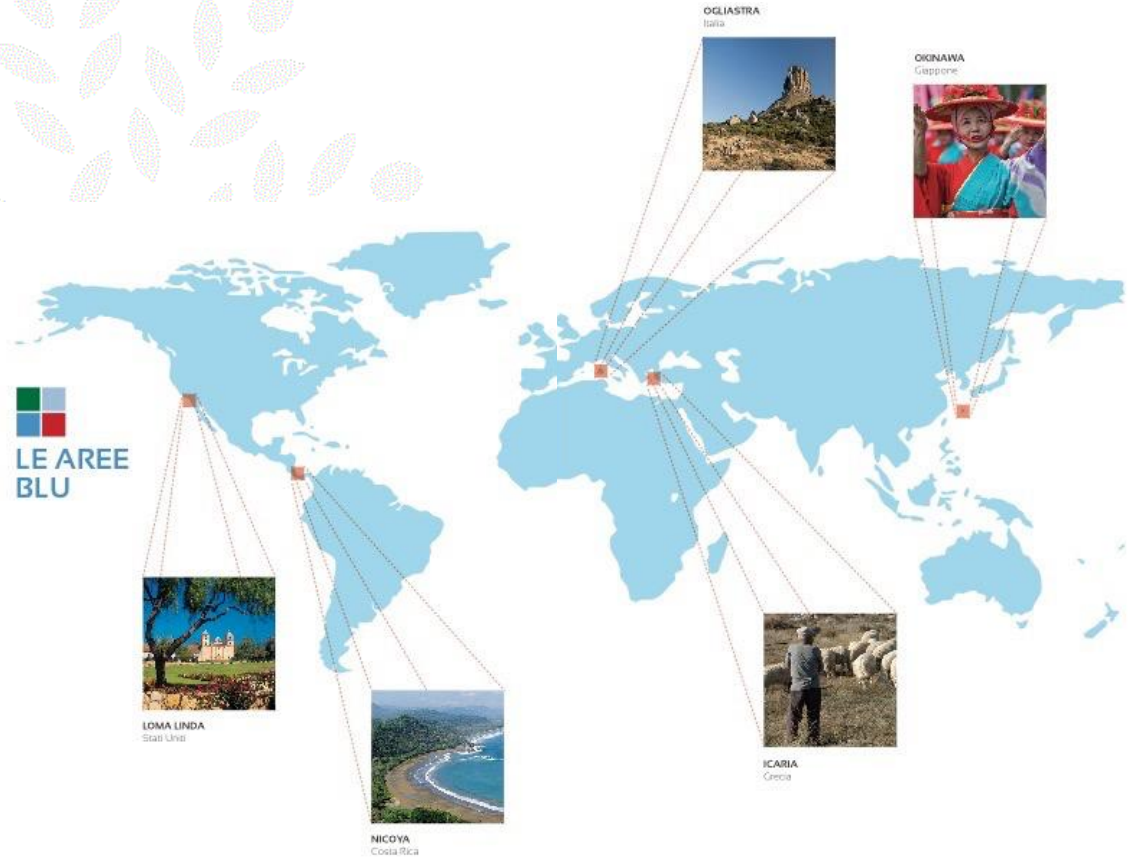 OGLIASTRA
Italia
OKINAWA
Giappone
LE AREE
BLU
LOMA LINDA
Stati Uniti
NICOYA
Costa Rica
ICARIA
Grecia